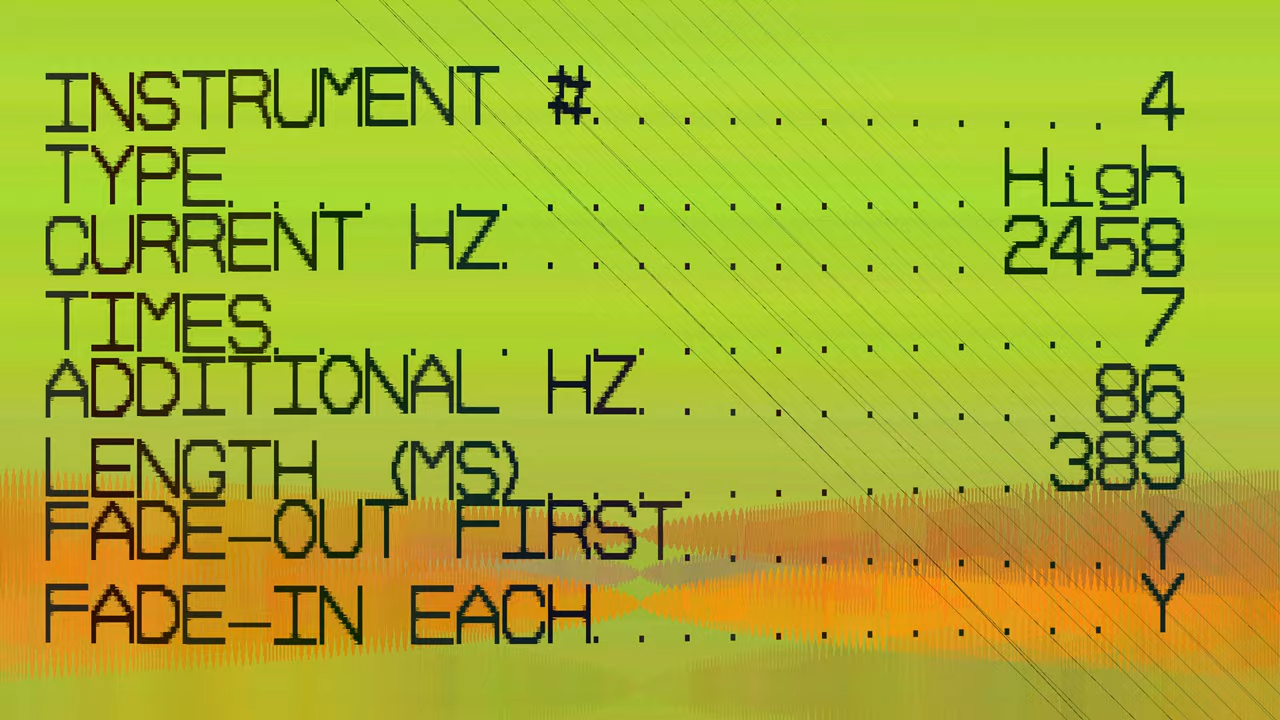 INSTRUMENT #. . . . . . . . . . . . 4
TYPE. . . . . . . . . . . . . . . . . High
CURRENT HZ. . . . . . . . . . . 2458
TIMES. . . . . . . . . . . . . . . . . . . 7
ADDITIONAL HZ. . . . . . . . . . 86
LENGTH (MS). . . . . . . . . . . 389
FADE-OUT FIRST. . . . . . . . . . Y
FADE-IN EACH. . . . . . . . . . . . Y